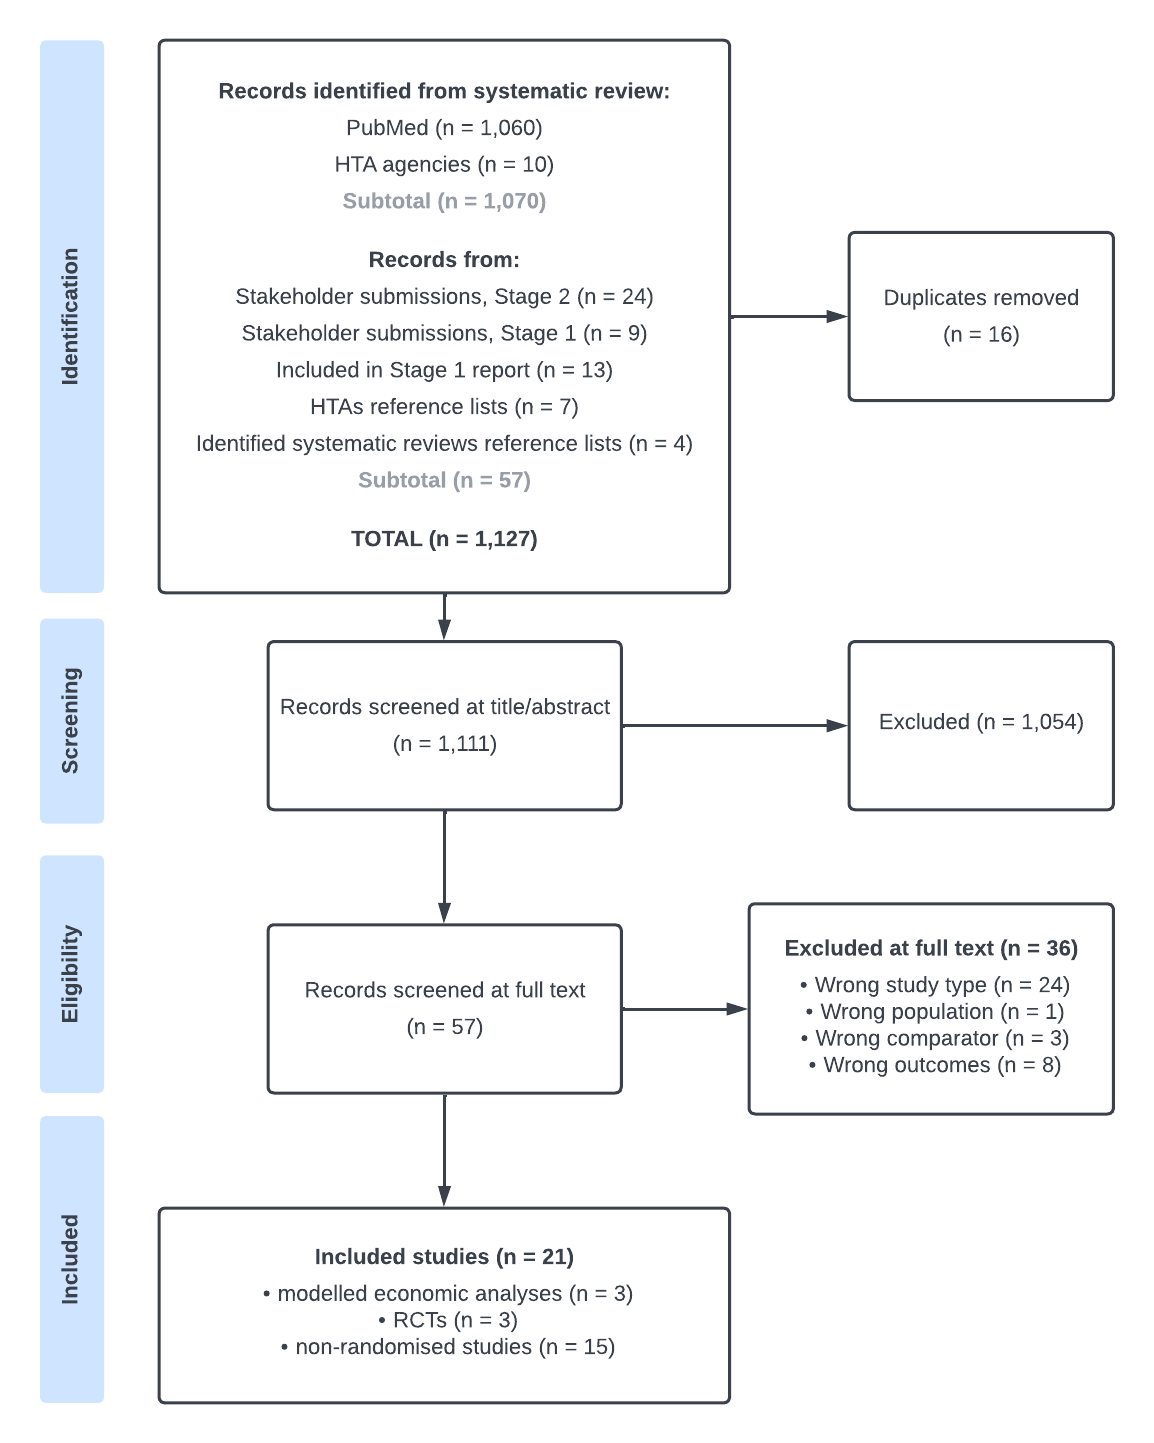 Identification
Records identified from systematic review:
PubMed (n = 1,060)
HTA agencies (n = 10)
Subtotal (n = 1,070)
Records from:
Stakeholder submissions, Stage 2 (n = 24)
Stakeholder submissions, Stage 1 (n = 9)
Included in Stage 1 report (n = 13)
HTAs reference lists (n = 7)
Identified systematic reviews reference lists (n = 4)
Subtotal (n = 57)
TOTAL (n = 1,127)
Duplicates removed
(n = 16)
Screening
Records screened at title/abstract
(n = 1,111)
Excluded (n = 1,054)
Eligibility
Records screened at full text
(n = 57)
Excluded at full text (n = 36)
• Wrong study type (n = 24)
• Wrong population (n = 1)
• Wrong comparator (n = 3)
• Wrong outcomes (n = 8)
Included
Included studies (n = 21)
• modelled economic analyses (n = 3)
• RCTs (n = 3)
• non-randomised studies (n = 15)